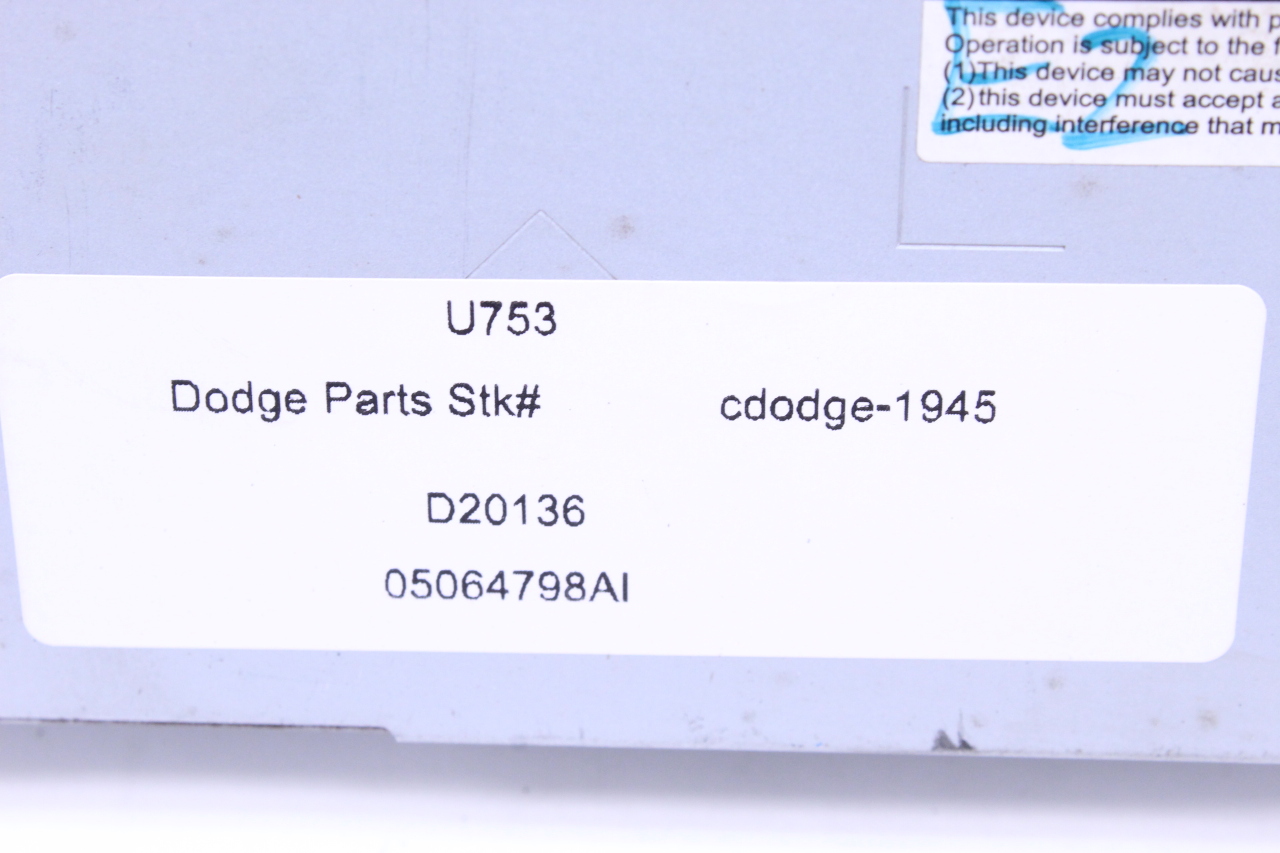 This device complies with
Operation is subject to the
(1)This device may not
(2)this device must accept
including interference that
E2
U753
Dodge Parts Stk# cdodge-1945
D20136
05064798AI